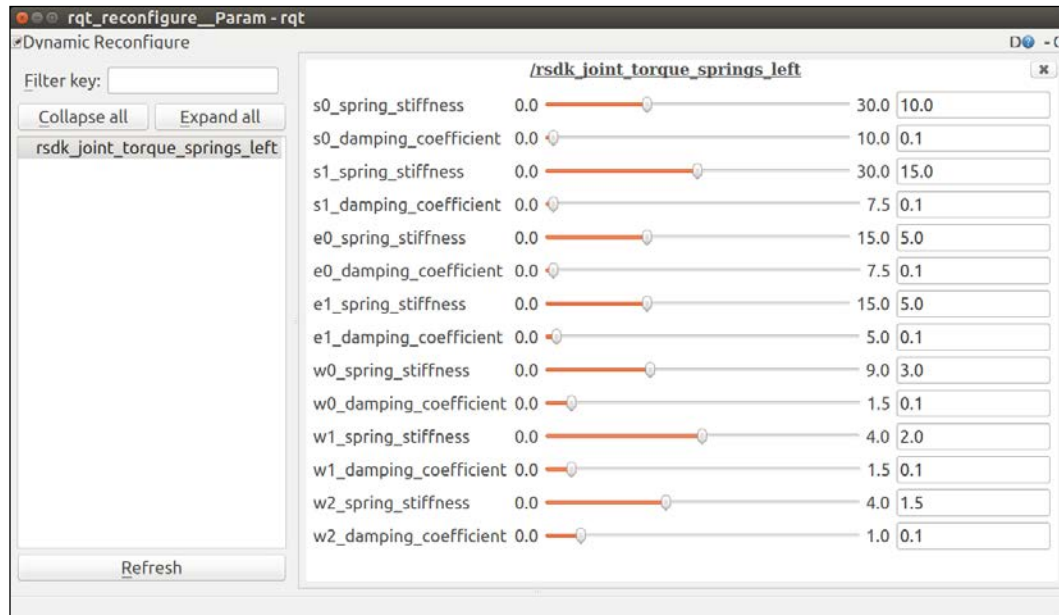 rqt_reconfigure__Param - rqt
Dynamic Reconfigure D? - 
Filter key:
Collapse all Expand all
rsdk_joint_torque_springs_left
Refresh
/rsdk_joint_torque_springs_left
s0_spring_stiffness 0.0 30.0 10.0
s0_damping_coefficient 0.0 10.0 0.1
s1_spring_stiffness 0.0 30.0 15.0
s1_damping_coefficient 0.0 7.5 0.1
e0_spring_stiffness 0.0 15.0 5.0
e0_damping_coefficient 0.0 7.5 0.1
e1_spring_stiffness 0.0 15.0 5.0
e1_damping_coefficient 0.0 5.0 0.1
w0_spring_stiffness 0.0 9.0 3.0
w0_damping_coefficient 0.0 1.5 0.1
w1_spring_stiffness 0.0 4.0 2.0
w1_damping_coefficient 0.0 1.5 0.1
w2_spring_stiffness 0.0 4.0 1.5
w2_damping_coefficient 0.0 1.0 0.1